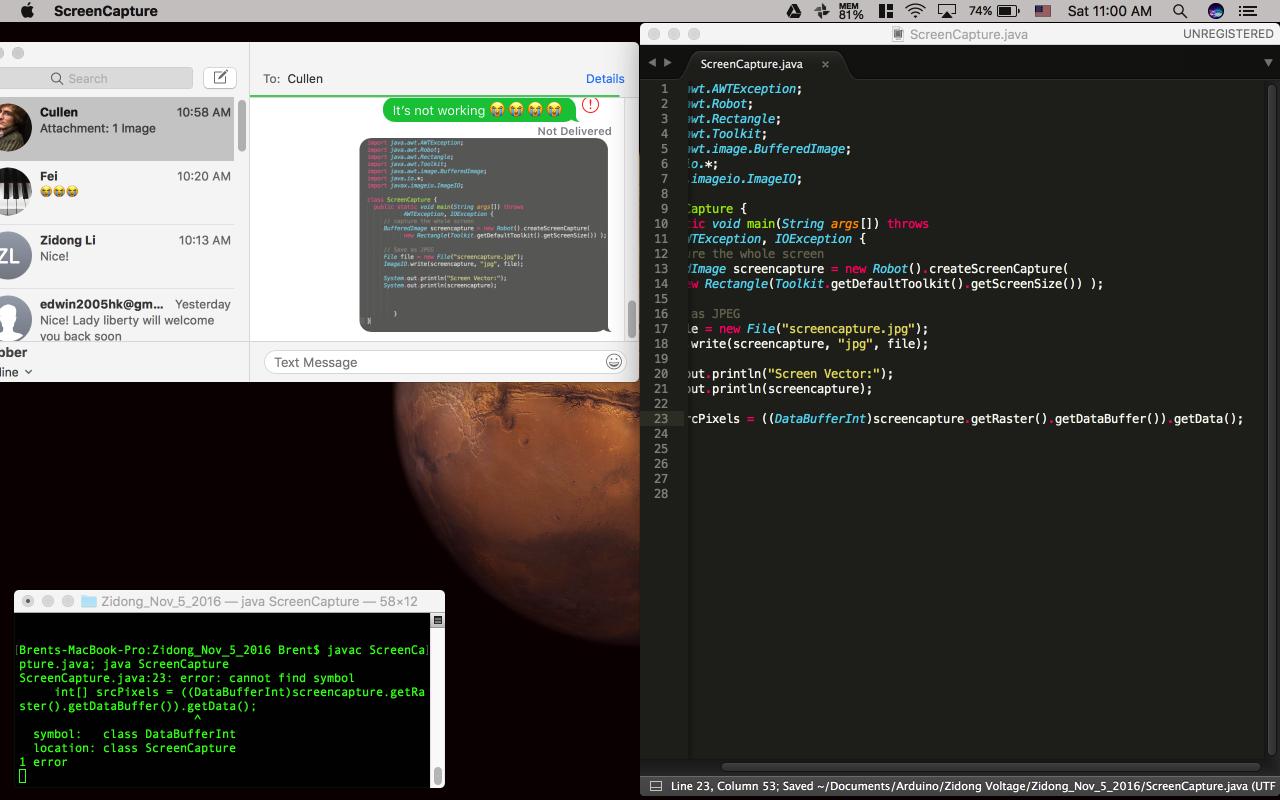 ScreenCapture
MEM
81%
74%
Sat 11:00 AM
Search
To: Cullen
Details
Cullen
10:58 AM
Attachment: 1 Image
Fei
10:20 AM
😭😭😭
ZL
Zidong Li
10:13 AM
Nice!
edwin2005hk@gm...
Yesterday
Nice! Lady liberty will welcome
you back soon
bber
line
It's not working 😭😭😭😭
Not Delivered
import java.awt.AWTException;
import java.awt.Robot;
import java.awt.Rectangle;
import java.awt.Toolkit;
import java.awt.image.BufferedImage;
import java.io.*;
import javax.imageio.ImageIO;
class ScreenCapture {
public static void main(String args[]) throws
AWTException, IOException {
// capture the whole screen
BufferedImage screencapture = new Robot().createScreenCapture(
new Rectangle(Toolkit.getDefaultToolkit().getScreenSize()) );
// Save as JPEG
File file = new File("screencapture.jpg");
ImageIO.write(screencapture, "jpg", file);
System.out.println("Screen Vector:");
System.out.println(screencapture);
}
}
Text Message
Zidong_Nov_5_2016 — java ScreenCapture — 58×12
[Brents-MacBook-Pro:Zidong_Nov_5_2016 Brent$ javac ScreenCa]
pture.java; java ScreenCapture
ScreenCapture.java:23: error: cannot find symbol
int[] srcPixels = ((DataBufferInt)screencapture.getRa
ster().getDataBuffer()).getData();
^
symbol:   class DataBufferInt
location: class ScreenCapture
1 error
ScreenCapture.java
UNREGISTERED
ScreenCapture.java ×
1 awt.AWTException;
2 awt.Robot;
3 awt.Rectangle;
4 awt.Toolkit;
5 awt.image.BufferedImage;
6 io.*;
7 .imageio.ImageIO;
8
9 Capture {
10 tic void main(String args[]) throws
11 WTException, IOException {
12 ure the whole screen
13 dImage screencapture = new Robot().createScreenCapture(
14 ew Rectangle(Toolkit.getDefaultToolkit().getScreenSize()) );
15
16 as JPEG
17 le = new File("screencapture.jpg");
18 .write(screencapture, "jpg", file);
19
20 out.println("Screen Vector:");
21 out.println(screencapture);
22
23 rcPixels = ((DataBufferInt)screencapture.getRaster().getDataBuffer()).getData();
24
25
26
27
28
Line 23, Column 53; Saved ~/Documents/Arduino/Zidong Voltage/Zidong_Nov_5_2016/ScreenCapture.java (UTF